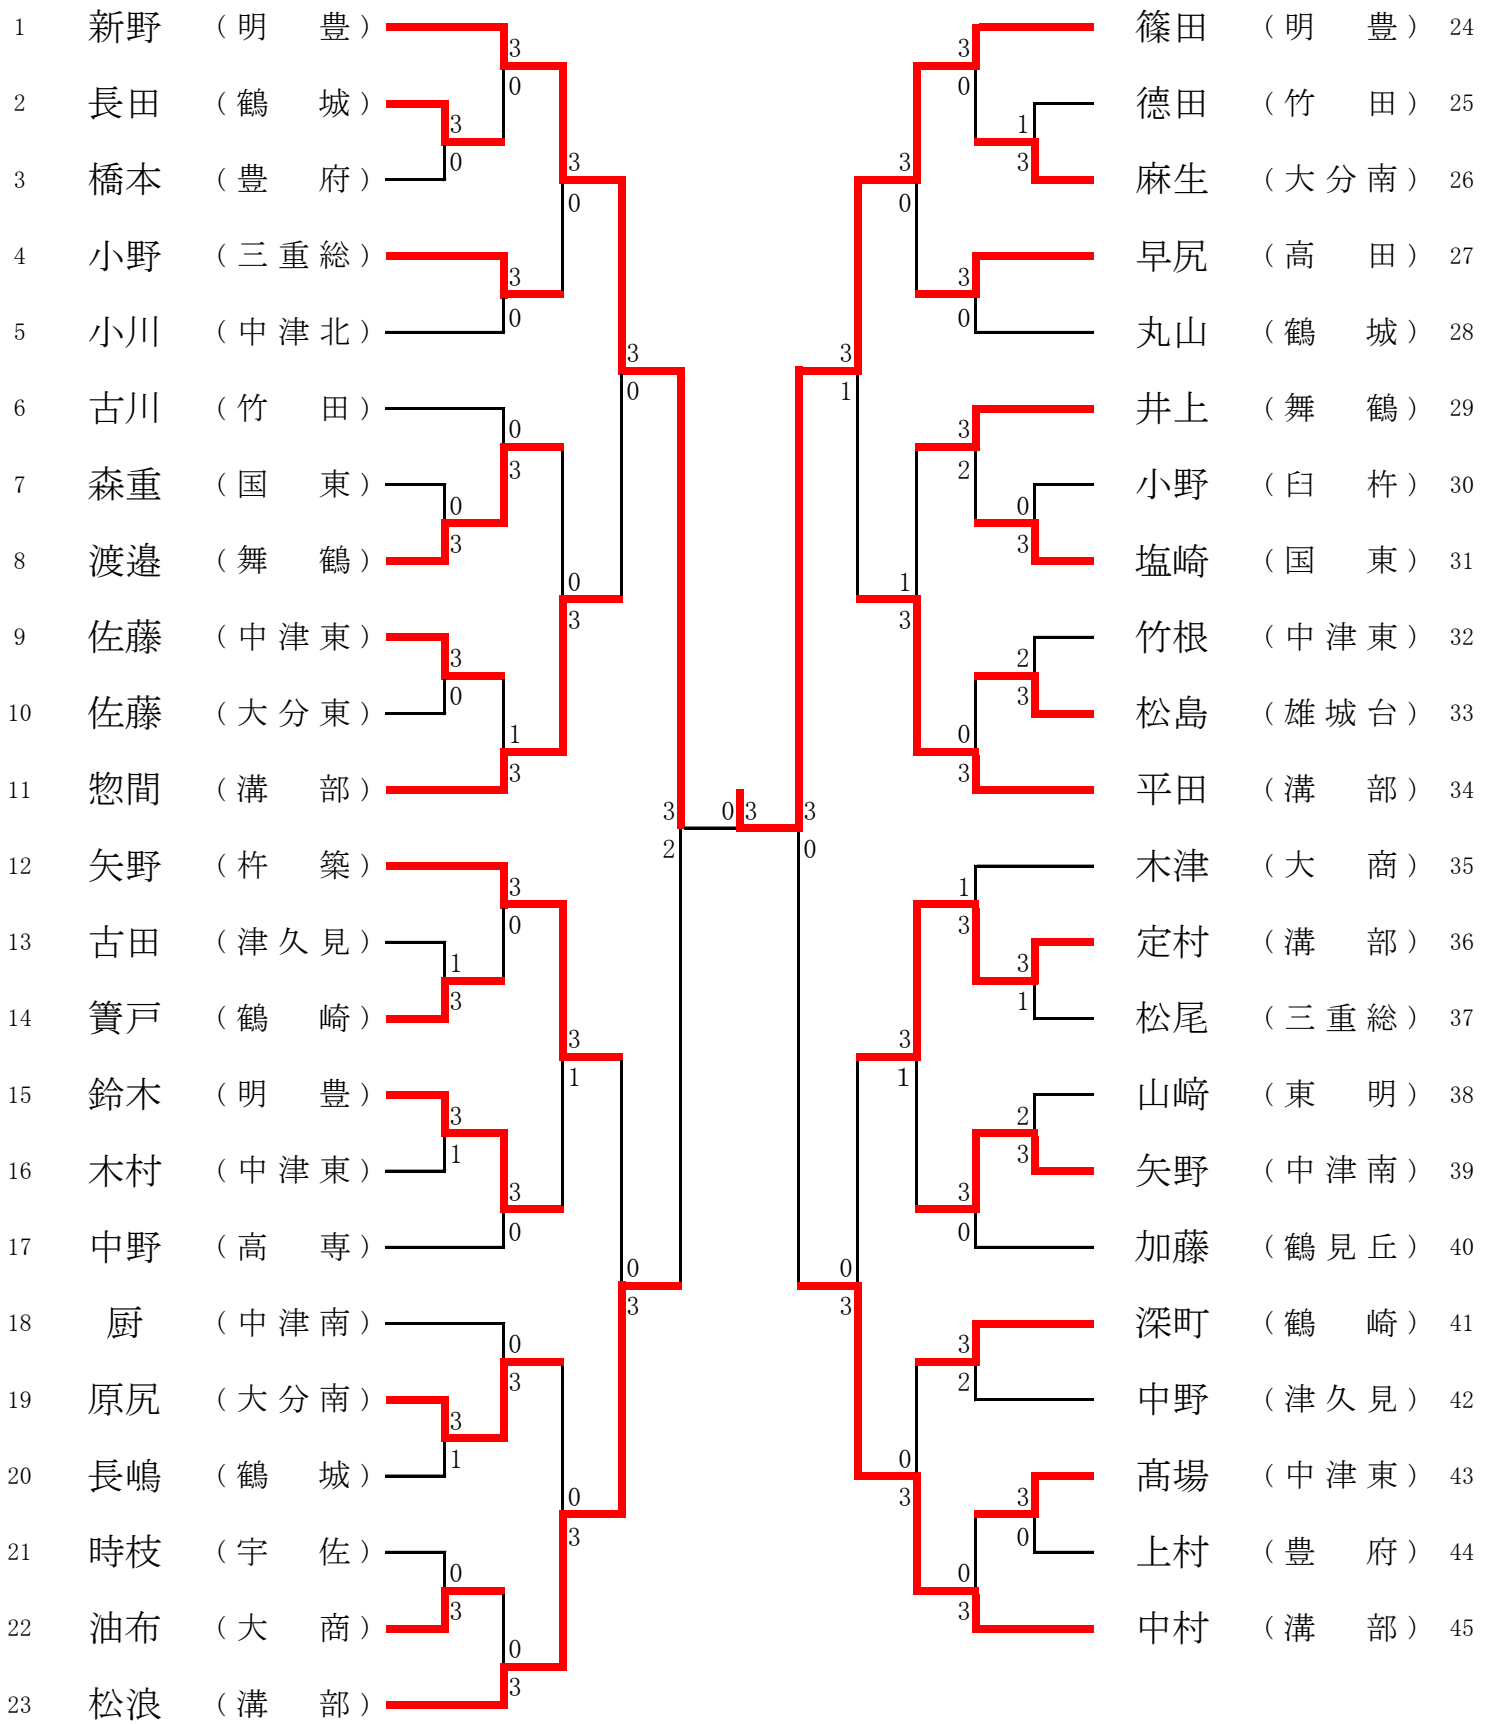 1 新野 (明 豊)
2 長田 (鶴 城)
3 橋本 (豊 府)
4 小野 (三重総)
5 小川 (中津北)
6 古川 (竹 田)
7 森重 (国 東)
8 渡邉 (舞 鶴)
9 佐藤 (中津東)
10 佐藤 (大分東)
11 惣間 (溝 部)
12 矢野 (杵 築)
13 古田 (津久見)
14 簀戸 (鶴 崎)
15 鈴木 (明 豊)
16 木村 (中津東)
17 中野 (高 専)
18 厨 (中津南)
19 原尻 (大分南)
20 長嶋 (鶴 城)
21 時枝 (宇 佐)
22 油布 (大 商)
23 松浪 (溝 部)
3
0
3
0
3
0
3
0
3
0
0
3
0
3
0
3
3
0
1
3
3
2
3
0
1
3
3
1
3
1
3
0
0
3
0
3
3
1
0
3
0
3
0
3
0 3
篠田 (明 豊) 24
德田 (竹 田) 25
麻生 (大分南) 26
早尻 (高 田) 27
丸山 (鶴 城) 28
井上 (舞 鶴) 29
小野 (臼 杵) 30
塩崎 (国 東) 31
竹根 (中津東) 32
松島 (雄城台) 33
平田 (溝 部) 34
木津 (大 商) 35
定村 (溝 部) 36
松尾 (三重総) 37
山﨑 (東 明) 38
矢野 (中津南) 39
加藤 (鶴見丘) 40
深町 (鶴 崎) 41
中野 (津久見) 42
髙場 (中津東) 43
上村 (豊 府) 44
中村 (溝 部) 45
3
0
1
3
3
0
3
0
3
1
3
2
0
3
1
3
2
3
0
3
3
0
1
3
3
1
3
1
2
3
3
0
0
3
3
2
0
3
3
0
0
3